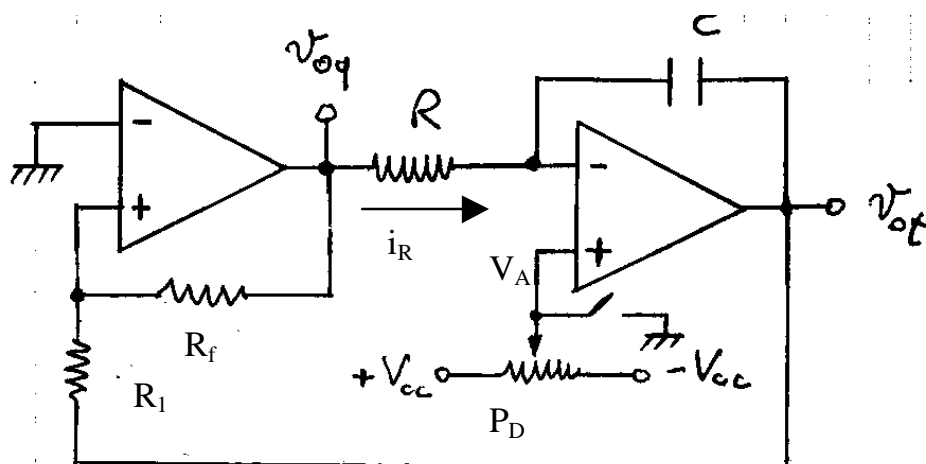 C
v_oq
R
-
-
+
i_R
V_A
+
v_ot
R_f
+V_cc
-V_cc
R_1
P_D